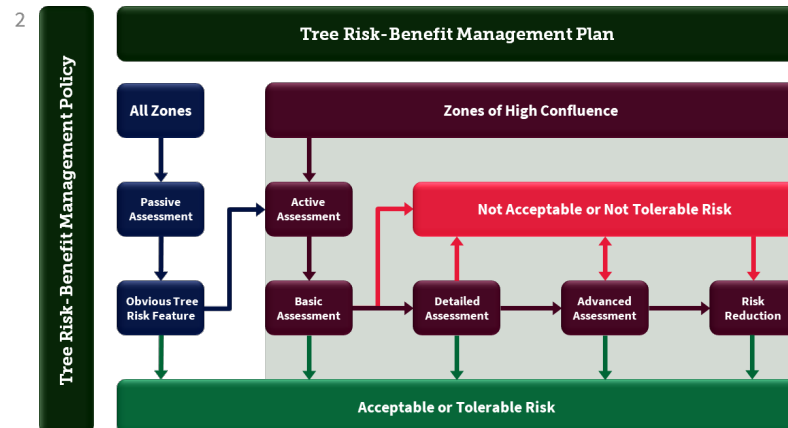 2
Tree Risk-Benefit Management Policy
Tree Risk-Benefit Management Plan
All Zones
Zones of High Confluence
Passive
Assessment
Active
Assessment
Not Acceptable or Not Tolerable Risk
Obvious Tree
Risk Feature
Basic
Assessment
Detailed
Assessment
Advanced
Assessment
Risk
Reduction
Acceptable or Tolerable Risk